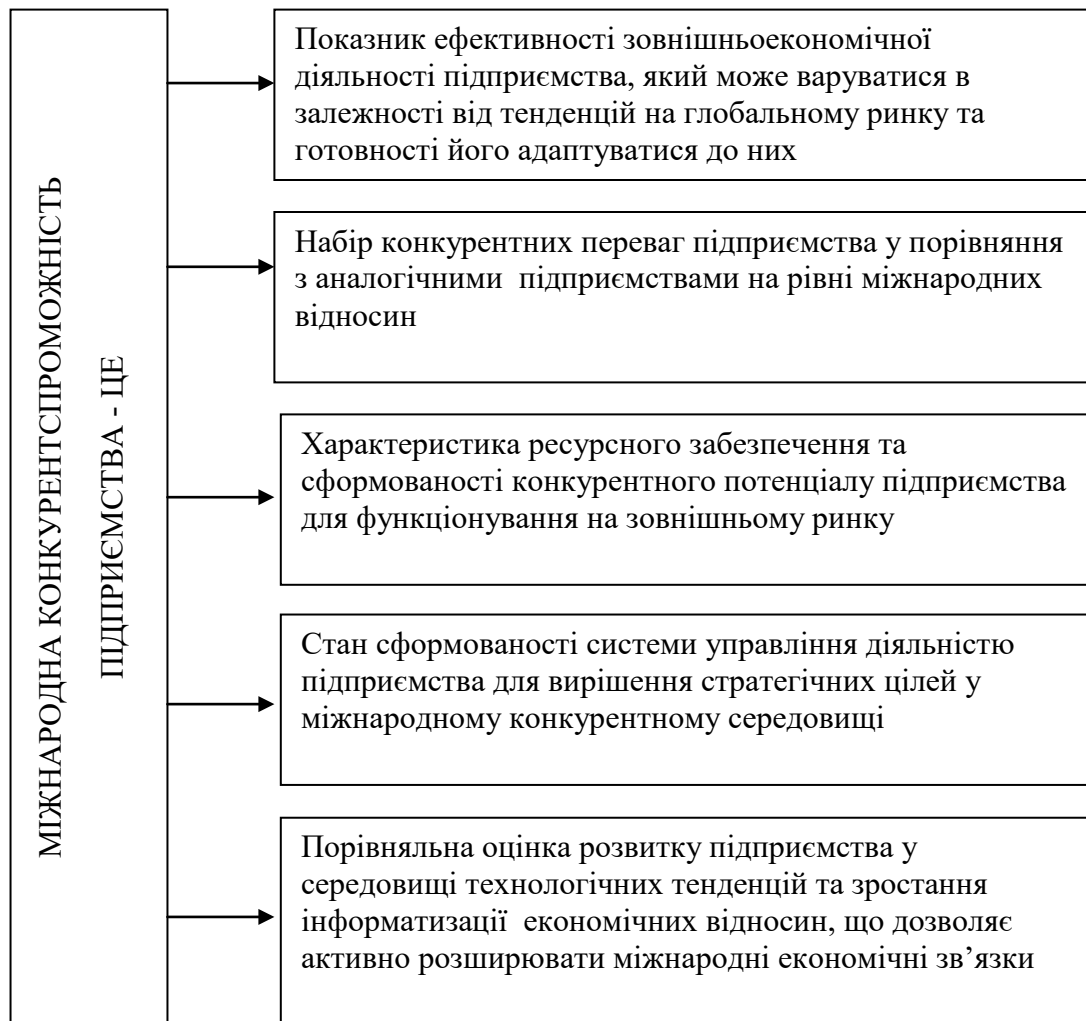 МІЖНАРОДНА КОНКУРЕНТСПРОМОЖНІСТЬ
ПІДПРИЄМСТВА - ЦЕ
Показник ефективності зовнішньоекономічної
діяльності підприємства, який може варуватися в
залежності від тенденцій на глобальному ринку та
готовності його адаптуватися до них
Набір конкурентних переваг підприємства у порівняння
з аналогічними підприємствами на рівні міжнародних
відносин
Характеристика ресурсного забезпечення та
сформованості конкурентного потенціалу підприємства
для функціонування на зовнішньому ринку
Стан сформованості системи управління діяльністю
підприємства для вирішення стратегічних цілей у
міжнародному конкурентному середовищі
Порівняльна оцінка розвитку підприємства у
середовищі технологічних тенденцій та зростання
інформатизації економічних відносин, що дозволяє
активно розширювати міжнародні економічні зв’язки